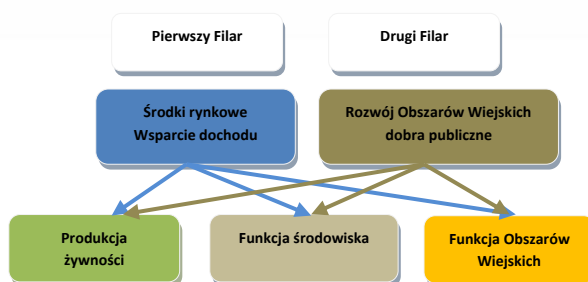 Pierwszy Filar
Drugi Filar
Środki rynkowe
Wsparcie dochodu
Rozwój Obszarów Wiejskich
dobra publiczne
Produkcja
żywności
Funkcja środowiska
Funkcja Obszarów
Wiejskich